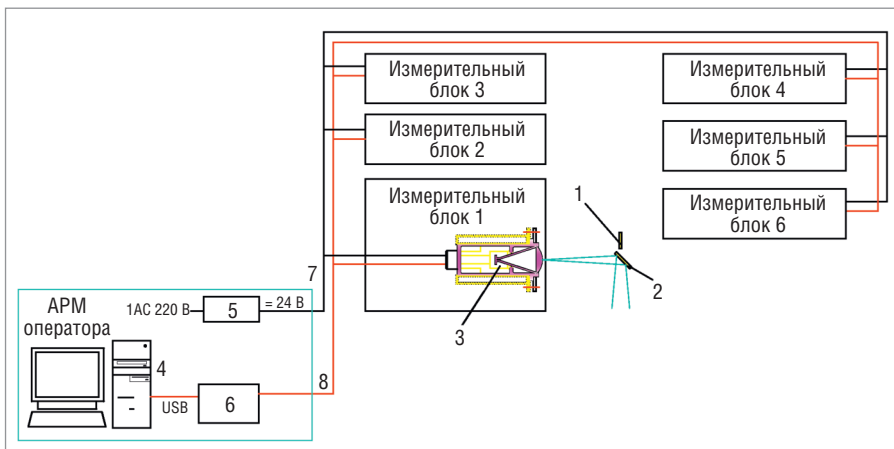 Измерительный
блок 3
Измерительный
блок 4
Измерительный
блок 2
Измерительный
блок 5
Измерительный
блок 1
Измерительный
блок 6
1
2
3
7
АРМ
оператора
1АС 220 В
5
= 24 В
4
USB
6
8